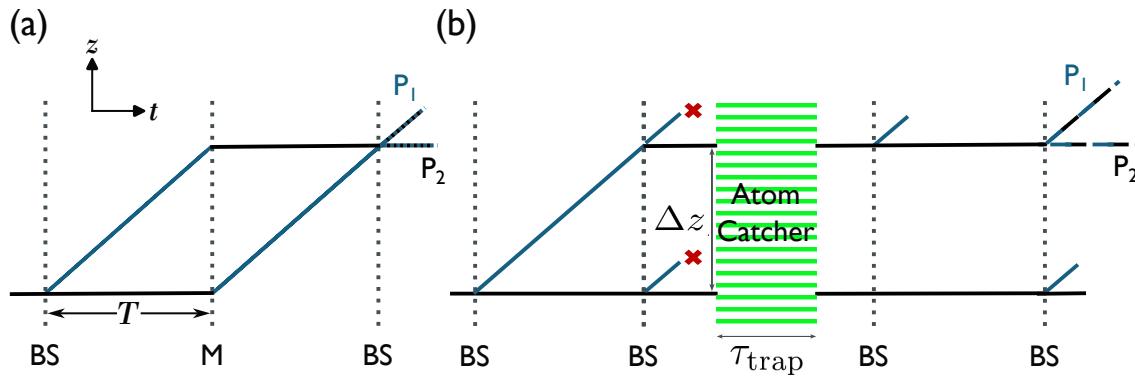 (a)
z
t
P₁
P₂
T
BS
M
BS
(b)
P₁
P₂
Δz
Atom
Catcher
τtrap
BS
BS
BS
BS